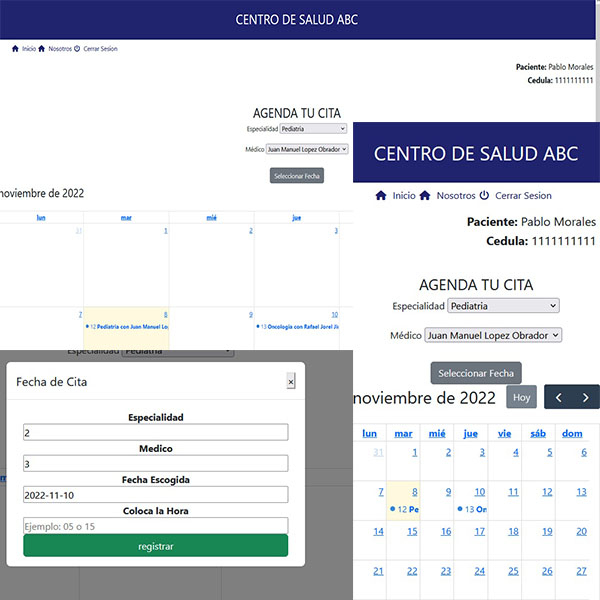 CENTRO DE SALUD ABC
Inicio Nosotros Cerrar Sesion
Paciente: Pablo Morales
Cedula: 1111111111
AGENDA TU CITA
Especialidad Pediatria
Médico Juan Manuel Lopez Obrador
Seleccionar Fecha
noviembre de 2022
lun mar mié jue
31 1 2 3
7 8 9 10
12 Pediatria con Juan Manuel Lo 13 Oncologia con Rafael Jorel Ji
Especialidad Pediatria
Fecha de Cita ×
Especialidad
2
Medico
3
Fecha Escogida
2022-11-10
Coloca la Hora
Ejemplo: 05 o 15
registrar
CENTRO DE SALUD ABC
Inicio Nosotros Cerrar Sesion
Paciente: Pablo Morales
Cedula: 1111111111
AGENDA TU CITA
Especialidad Pediatria
Médico Juan Manuel Lopez Obrador
Seleccionar Fecha
noviembre de 2022 Hoy < >
lun mar mié jue vie sáb dom
31 1 2 3 4 5 6
7 8 9 10 11 12 13
12 Pe 13 On
14 15 16 17 18 19 20
21 22 23 24 25 26 27